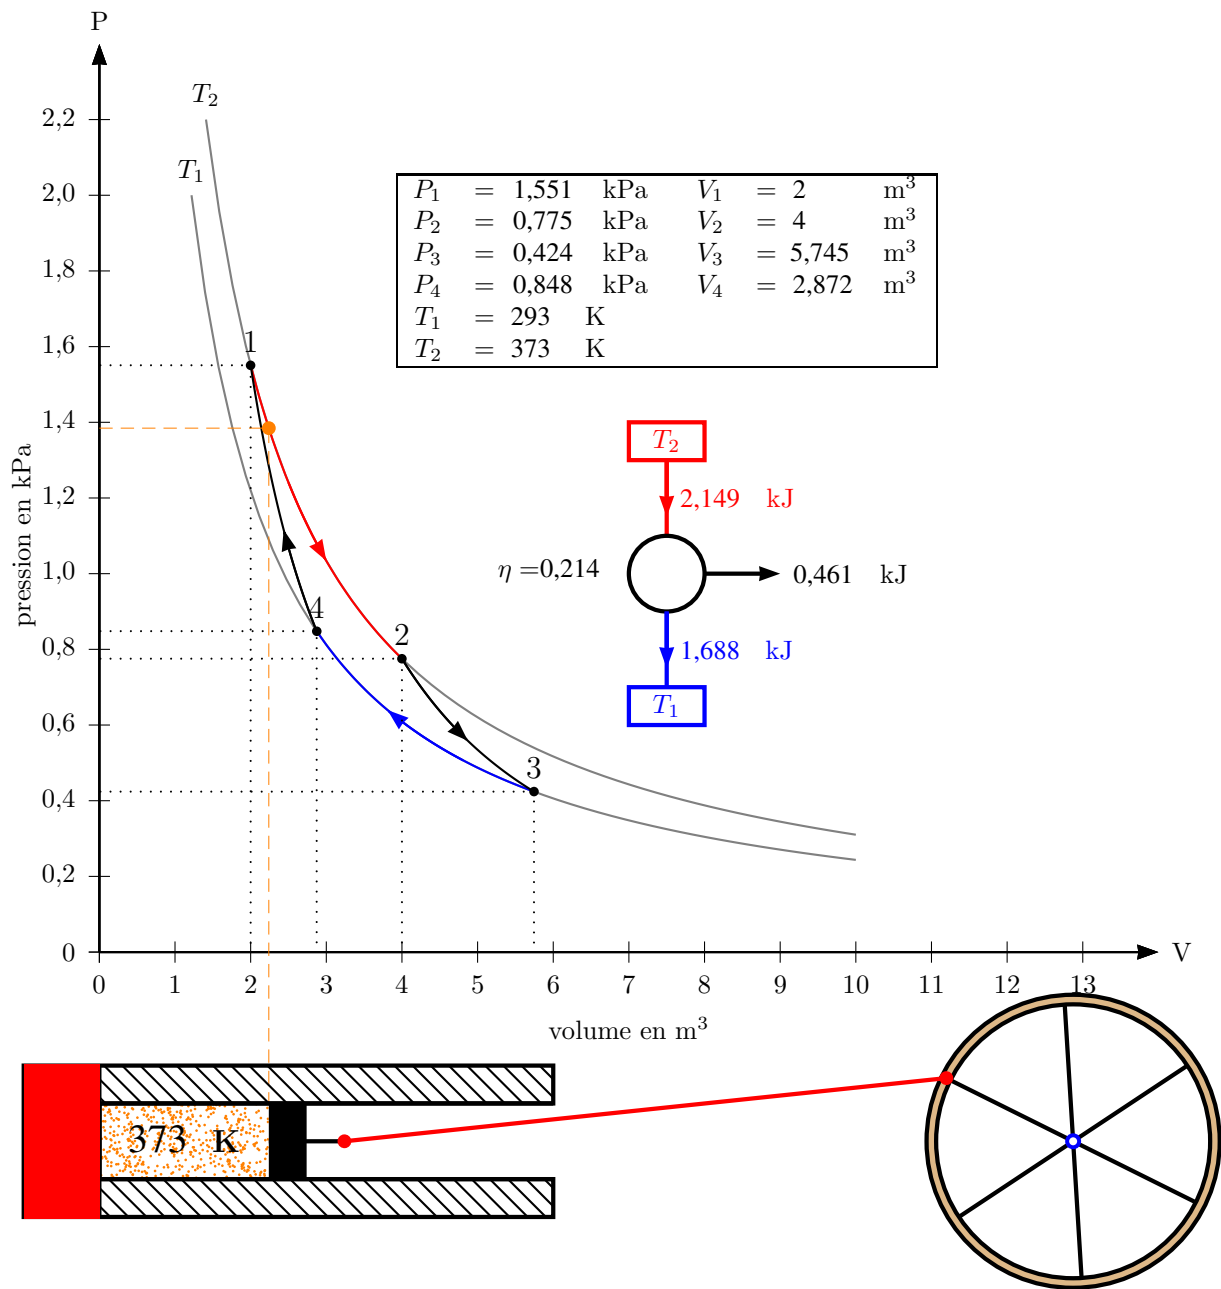 P
T₂
2,2
T₁
2,0
P₁ = 1,551 kPa V₁ = 2 m³
P₂ = 0,775 kPa V₂ = 4 m³
P₃ = 0,424 kPa V₃ = 5,745 m³
P₄ = 0,848 kPa V₄ = 2,872 m³
T₁ = 293 K
T₂ = 373 K
1,8
1,6
1
1,4
T₂
pression en kPa
1,2
2,149 kJ
1,0
η =0,214
0,461 kJ
4
0,8
2
1,688 kJ
0,6
T₁
3
0,4
0,2
0
V
0 1 2 3 4 5 6 7 8 9 10 11 12 13
volume en m³
373 K